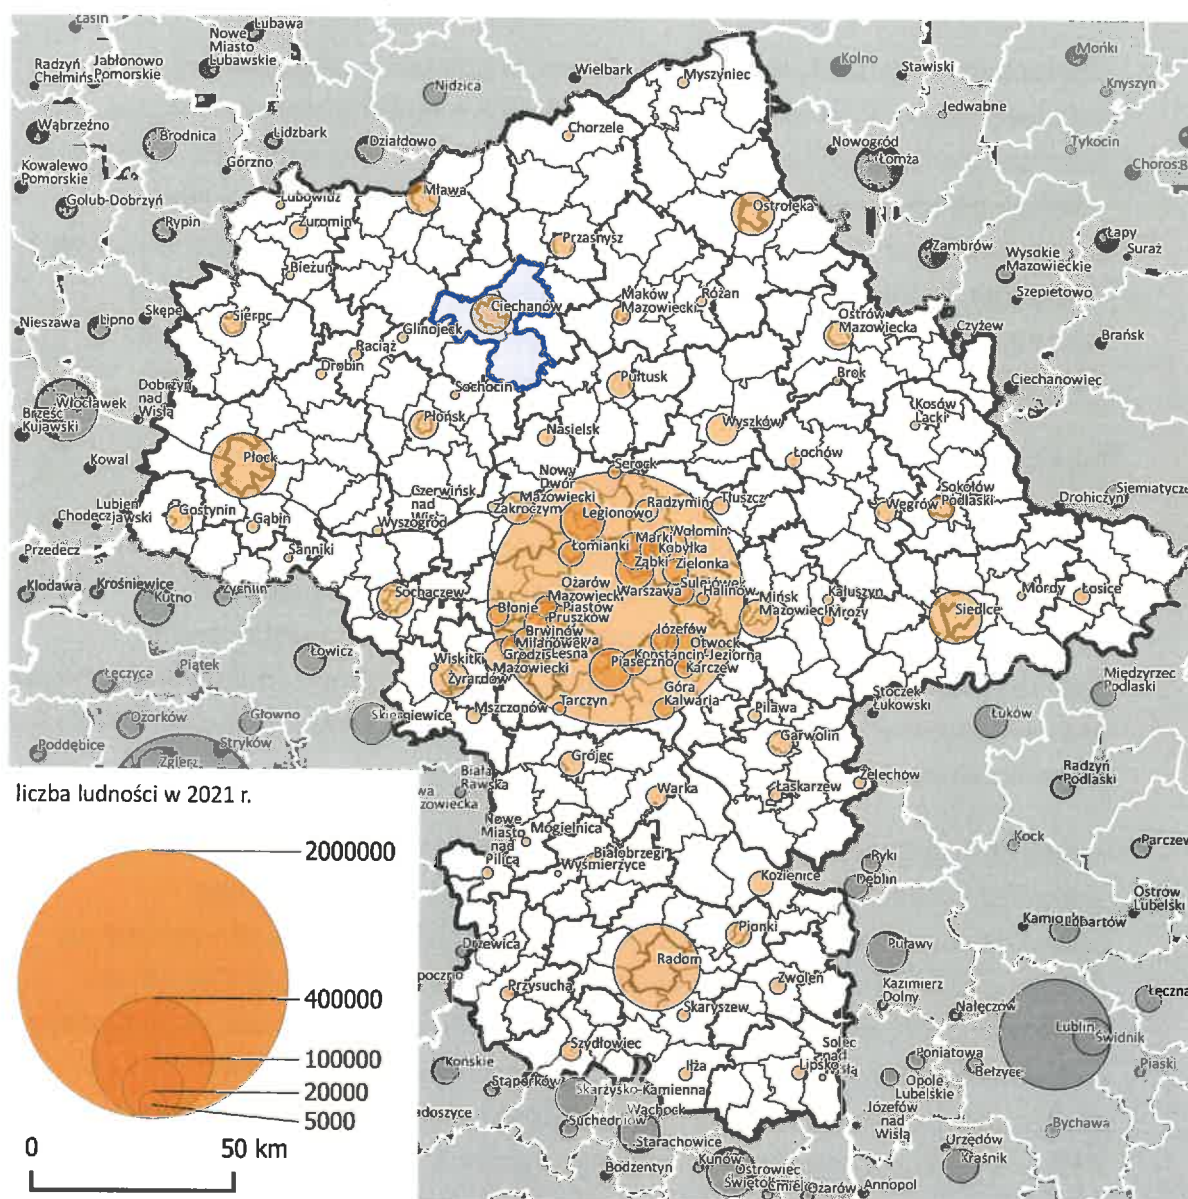 Łasin
Nowe
Miasto
Lubawskie
Lubawa
Radzyń
Chełmiński
Jabłonowo
Pomorskie
Nidzica
Wielbark
Myszyniec
Kolno
Stawiski
Mońki
Knyszyn
Jedwabne
Wąbrzeźno
Brodnica
Lidzbark
Działdowo
Chorzele
Nowogród
Łomża
Tykocin
Kowalewo
Pomorskie
Górzno
Golub-Dobrzyń
Rypin
Lubowidz
Żuromin
Mława
Ostrołęka
Przasnysz
Zambrów
Łapy
Suraż
Wysokie
Mazowieckie
Szepietowo
Bieżuń
Ciechanów
Maków
Mazowiecki
Różan
Ostrów
Mazowiecka
Czyżew
Brańsk
Nieszawa
Lipno
Skępe
Sierpc
Glinojeck
Raciąż
Drobin
Sochocin
Pułtusk
Brok
Ciechanowiec
Dobrzyń
nad
Wisłą
Włocławek
Brześć
Kujawski
Płońsk
Nasielsk
Wyszków
Kosów
Lacki
Kowal
Płock
Nowy
Dwór
Mazowiecki
Serock
Łochów
Zakroczym
Legionowo
Radzymin
Tłuszcz
Sokołów
Podlaski
Węgrów
Drohiczyn
Siemiatycze
Lubień
Chodecz
Gostynin
Gąbin
Czerwińsk
nad
Wyszogród
Sanniki
Przedecz
Łomianki
Marki
Wołomin
Kobyłka
Ząbki
Zielonka
Kłodawa
Krośniewice
Kutno
Żychlin
Sochaczew
Ożarów
Mazowiecki
Warszawa
Sulejówek
Halinów
Kałuszyn
Mińsk
Mazowiecki
Mrozy
Mordy
Łosice
Siedlce
Błonie
Piastów
Pruszków
Brwinów
Milanówek
Józefów
Otwock
Łowicz
Łęczyca
Piątek
Wiskitki
Mazowiecki
Żyrardów
Piaseczno
Karczew
Międzyrzec
Podlaski
Ozorków
Głowno
Stryków
Skierniewice
Mszczonów
Tarczyn
Góra
Kalwaria
Pilawa
Stoczek
Łukowski
Łuków
Poddębice
Zgierz
Biała
Rawska
Grójec
Garwolin
Radzyń
Podlaski
liczba ludności w 2021 r.
Warka
Łaskarzew
Żelechów
Nowe
Miasto
nad
Pilicą
Mogielnica
Białobrzegi
Wyśmierzyce
Kock
Parczew
Ryki
Dęblin
2000000
Kozienice
Ostrów
Lubelski
Lubartów
Pionki
Puławy
Drzewica
Radom
400000
Przysucha
Zwoleń
Kazimierz
Dolny
Nałęczów
Łęczna
Skaryszew
Lublin
Świdnik
100000
Szydłowiec
Solec
nad
Poniatowa
Bełżyce
Piaski
20000
Końskie
Iłża
Lipsko
Opole
Lubelskie
5000
Stąporków
Skarżysko-Kamienna
Wąchock
Suchedniów
Józefów
nad
Wisłą
Bychawa
Starachowice
0
50 km
Bodzentyn
Kunów
Ostrowiec
Ożarów
Annopol
Urzędów
Kraśnik